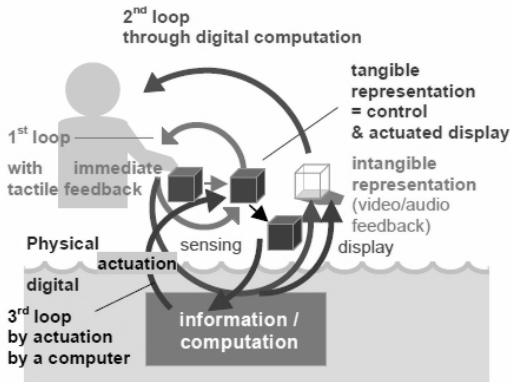 2nd loop
through digital computation
tangible
representation
= control
& actuated display
1st loop
with immediate
tactile feedback
intangible
representation
(video/audio
feedback)
display
sensing
Physical
actuation
digital
3rd loop
by actuation
by a computer
information /
computation